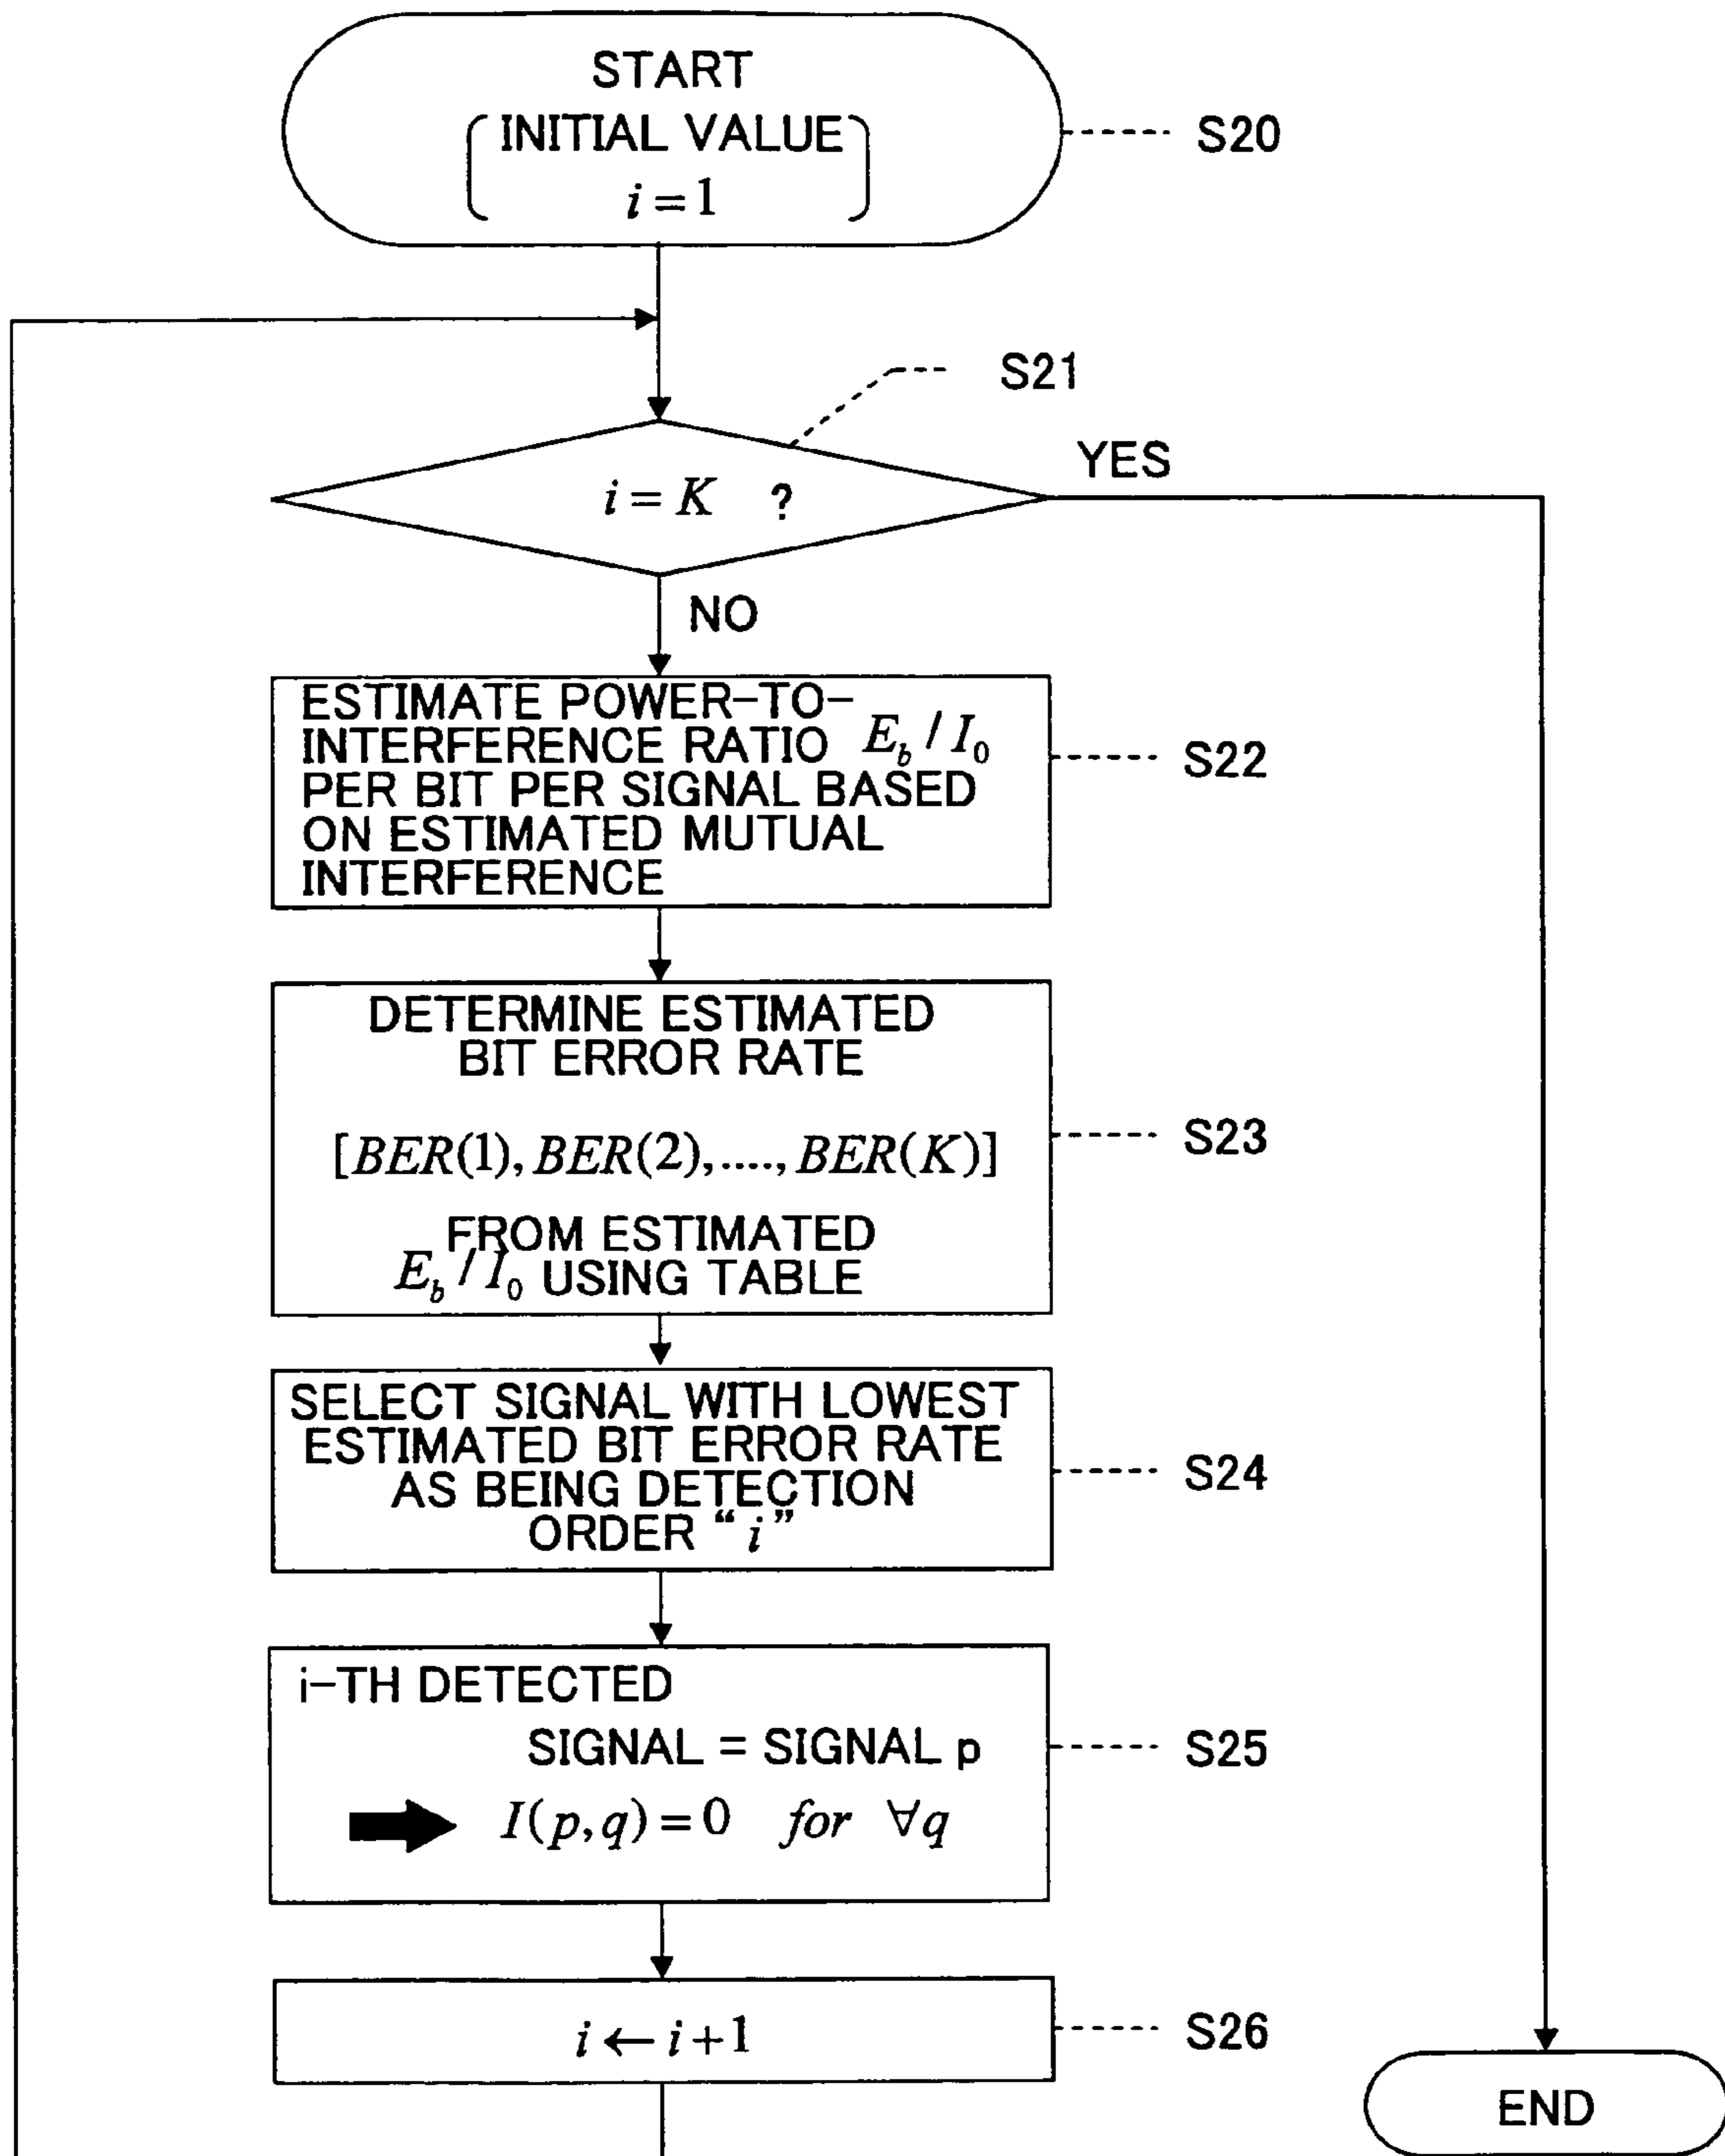 START
INITIAL VALUE
i = 1
S20
S21
YES
i = K ?
NO
ESTIMATE POWER-TO-
INTERFERENCE RATIO E_b / I_0
PER BIT PER SIGNAL BASED
ON ESTIMATED MUTUAL
INTERFERENCE
S22
DETERMINE ESTIMATED
BIT ERROR RATE
[BER(1), BER(2), ...., BER(K)]
FROM ESTIMATED
E_b / I_0 USING TABLE
S23
SELECT SIGNAL WITH LOWEST
ESTIMATED BIT ERROR RATE
AS BEING DETECTION
ORDER “ i ”
S24
i-TH DETECTED
SIGNAL = SIGNAL p
I(p, q) = 0 for ∀q
S25
i ← i + 1
S26
END